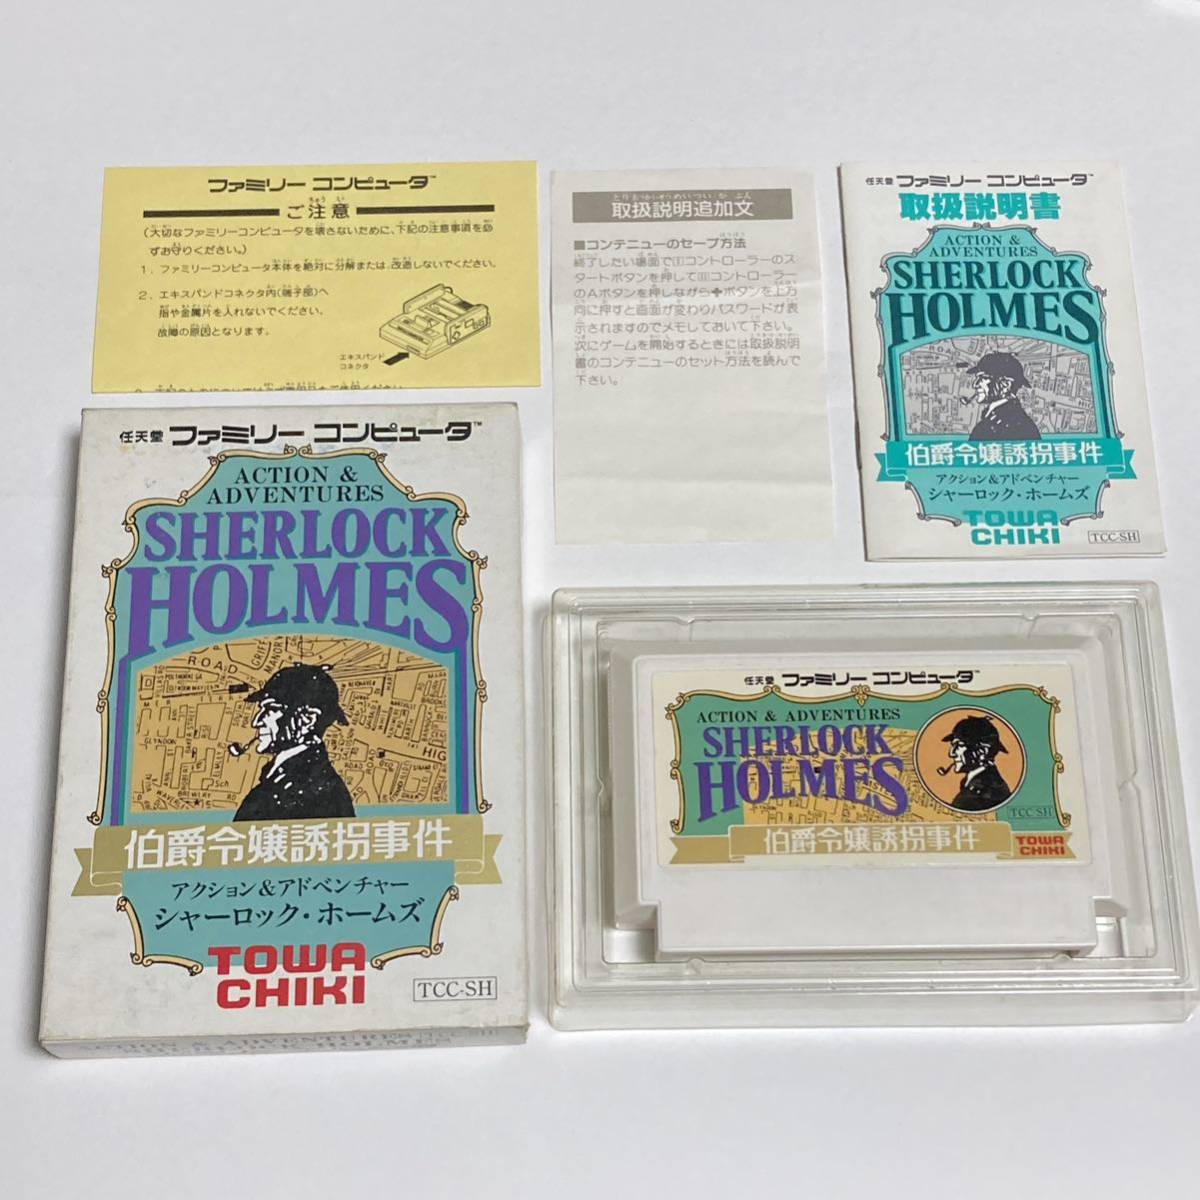 ファミリー コンピュータ™
ご注意
(大切なファミリーコンピュータを壊さないために、下記の注意事項を必
ずお守りください。)
1. ファミリーコンピュータ本体を絶対に分解または、改造しないでください。
2. エキスパンドコネクタ内(端子部)へ
指や金属片を入れないでください。
故障の原因となります。
エキスパンド
コネクタ
取扱説明追加文
■コンテニューのセーブ方法
終了したい場面でⅠコントローラーのス
タートボタンを押してⅡコントローラー
のAボタンを押しながら✚ボタンを上方
向に押すと画面が変わりパスワードが表
示されますのでメモしておいて下さい。
次にゲームを開始するときには取扱説明
書のコンテニューのセット方法を読んで
下さい。
任天堂 ファミリー コンピュータ™
取扱説明書
ACTION &
ADVENTURES
SHERLOCK
HOLMES
伯爵令嬢誘拐事件
アクション&アドベンチャー
シャーロック・ホームズ
TOWA
CHIKI
TCC-SH
任天堂 ファミリー コンピュータ™
ACTION &
ADVENTURES
SHERLOCK
HOLMES
ROAD
GRIFF
MANOR
GLYNDON
HIG
ROAD
Sch
伯爵令嬢誘拐事件
アクション&アドベンチャー
シャーロック・ホームズ
TOWA
CHIKI
TCC-SH
ACTION & ADVENTURES TCC-SH
SHERLOCK HOLMES
任天堂 ファミリー コンピュータ™
ACTION & ADVENTURES
SHERLOCK
HOLMES
TCC-SH
伯爵令嬢誘拐事件
TOWA
CHIKI